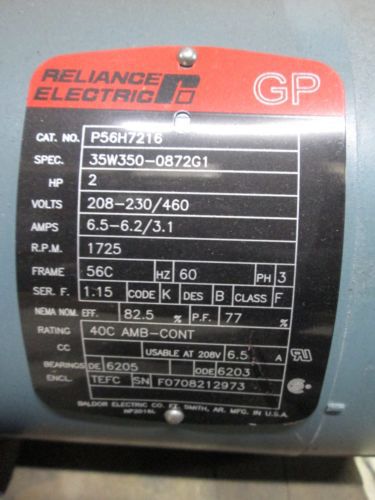 RELIANCE
ELECTRIC
GP
CAT. NO. P56H7216
SPEC. 35W350-0872G1
HP 2
VOLTS 208-230/460
AMPS 6.5-6.2/3.1
R.P.M. 1725
FRAME 56C HZ 60 PH 3
SER. F. 1.15 CODE K DES B CLASS F
NEMA NOM. EFF. 82.5 % P.F. 77 %
RATING 40C AMB-CONT
CC USABLE AT 208V 6.5 A
BEARINGS DE 6205 ODE 6203
ENCL. TEFC SN F0708212973
BALDOR ELECTRIC CO. FT. SMITH, AR. MFG. IN U.S.A.